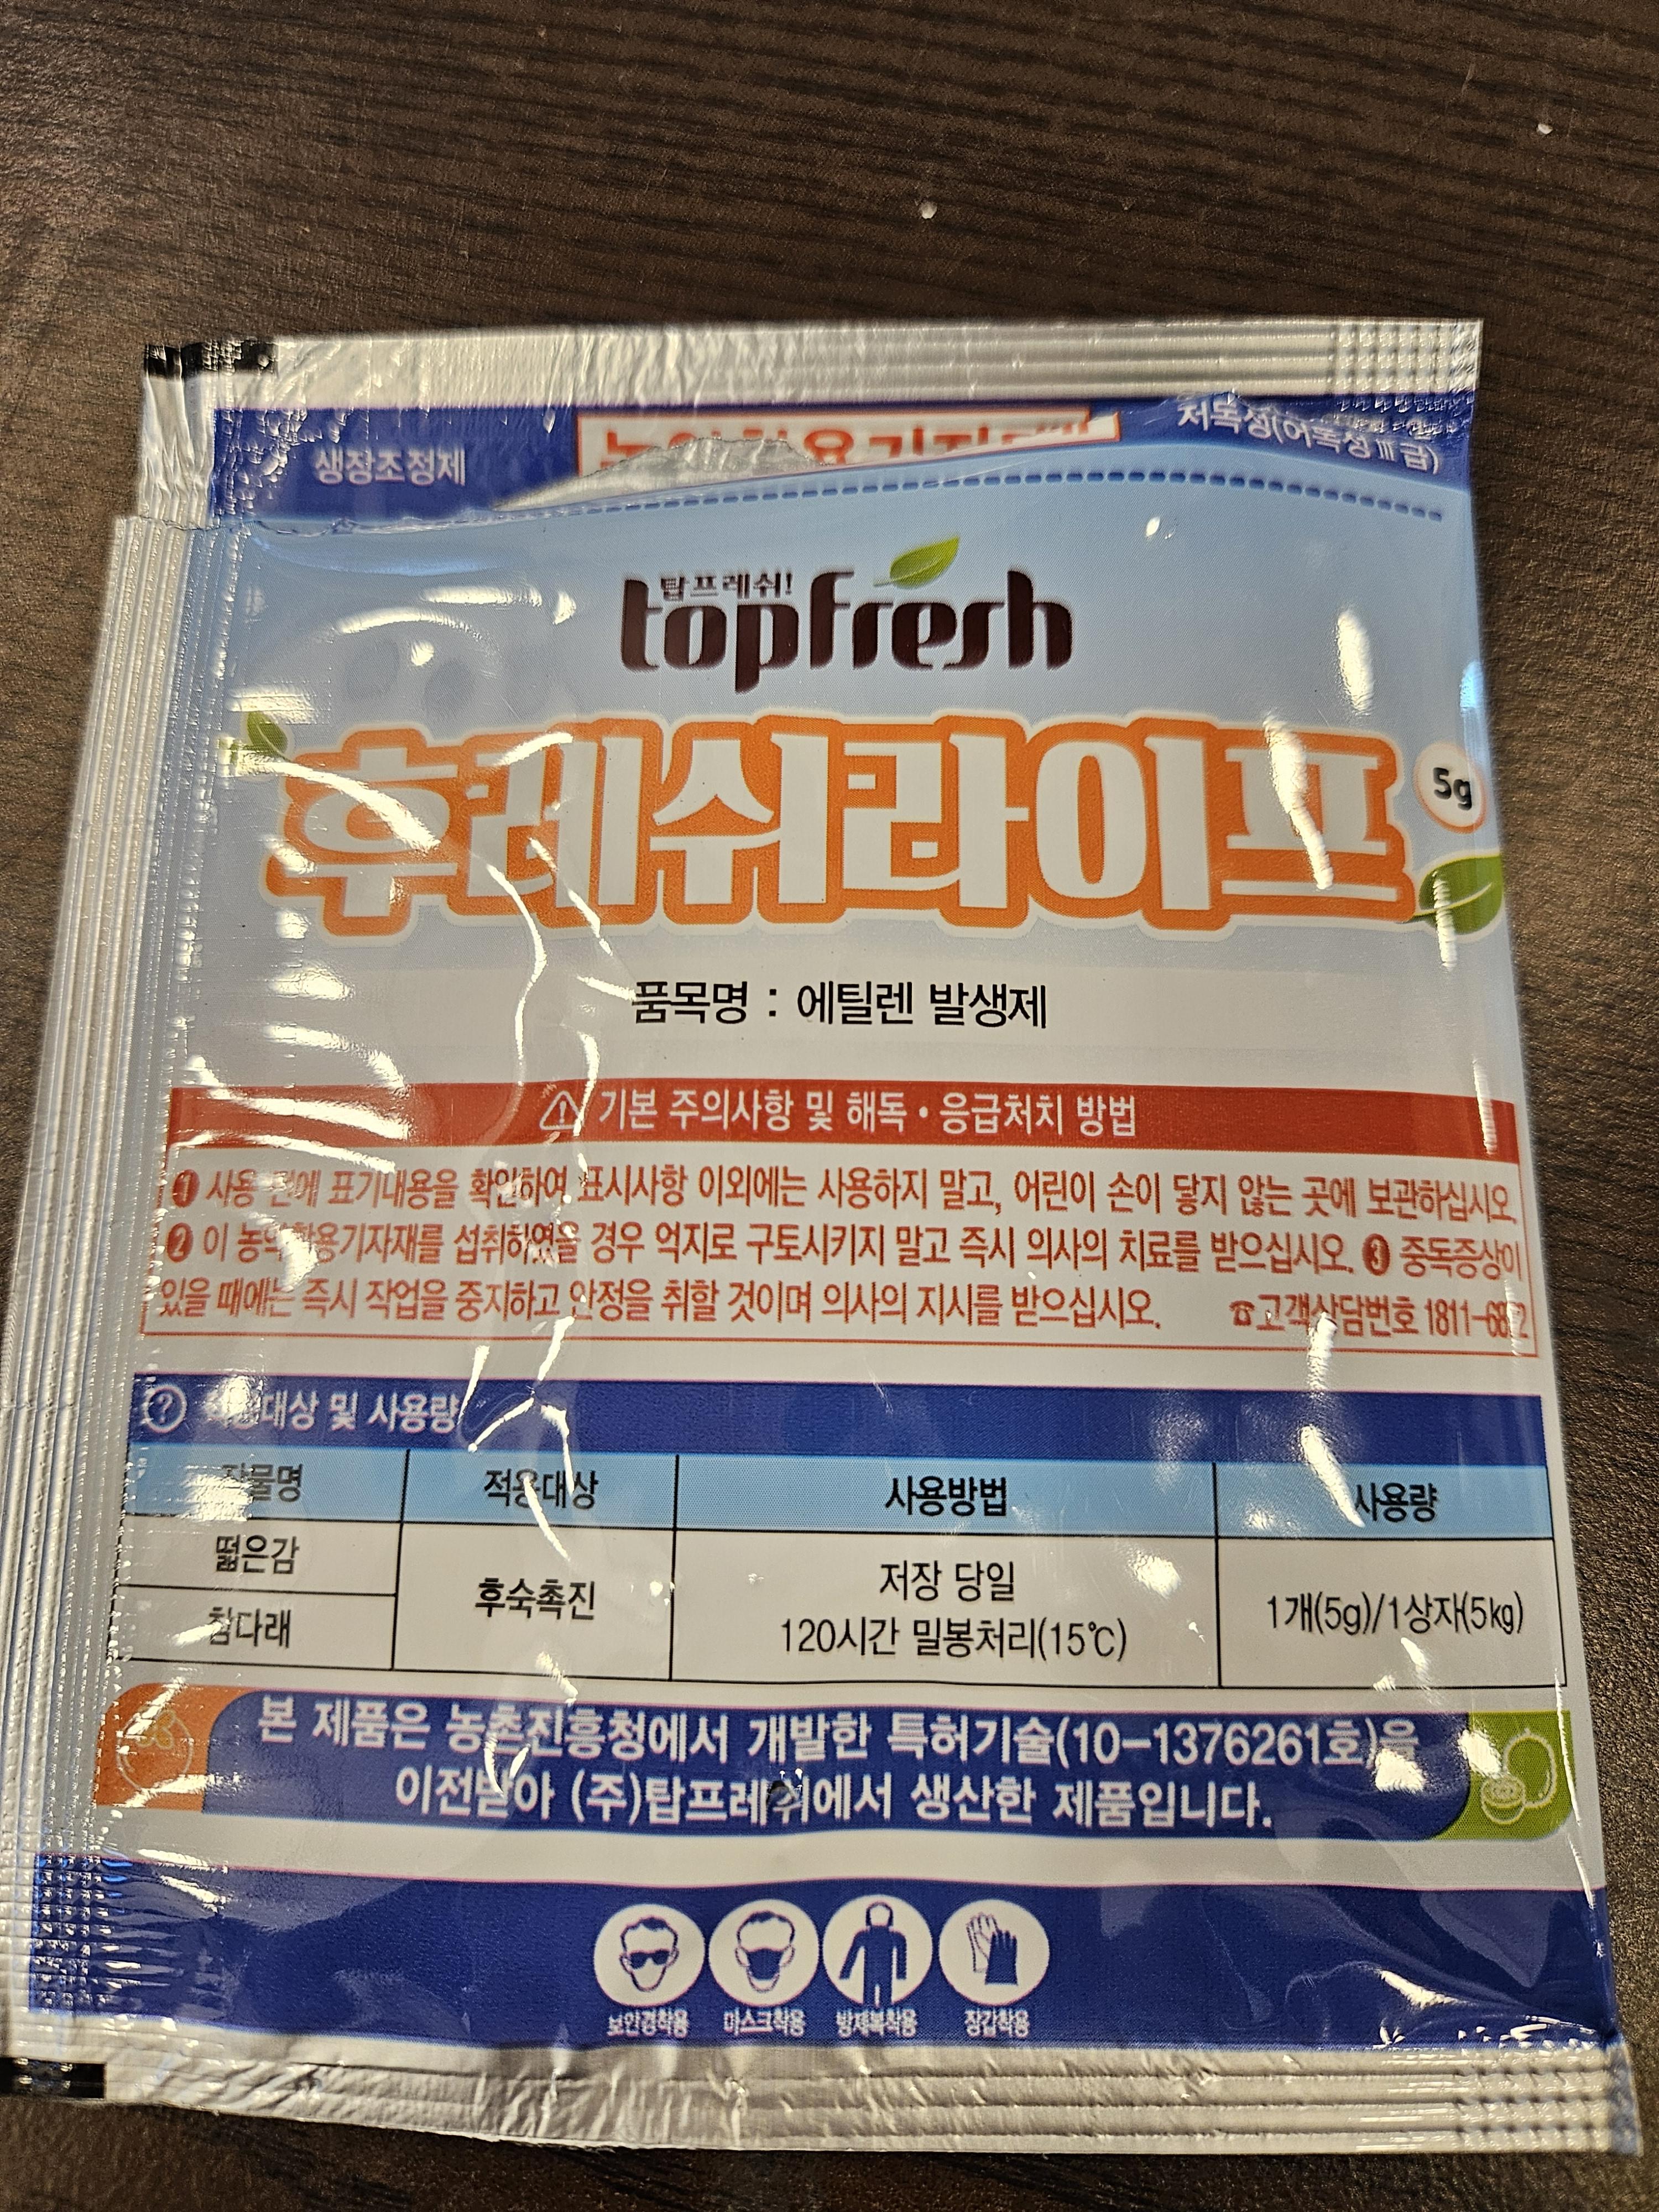 생장조정제
저독성(어독성Ⅲ급)
탑프레쉬!
topfresh
후레쉬라이프
5g
품목명 : 에틸렌 발생제
⚠ 기본 주의사항 및 해독·응급처치 방법
❶ 사용 전에 표기내용을 확인하여 표시사항 이외에는 사용하지 말고, 어린이 손이 닿지 않는 곳에 보관하십시오.
❷ 이 농약활용기자재를 섭취하였을 경우 억지로 구토시키지 말고 즉시 의사의 치료를 받으십시오. ❸ 중독증상이
있을 때에는 즉시 작업을 중지하고 안정을 취할 것이며 의사의 지시를 받으십시오. ☎고객상담번호
? 적용대상 및 사용량
작물명 적용대상 사용방법 사용량
떫은감
참다래
후숙촉진
저장 당일
120시간 밀봉처리(15℃)
1개(5g)/1상자(5kg)
본 제품은 농촌진흥청에서 개발한 특허기술(10-1376261호)을
이전받아 (주)탑프레쉬에서 생산한 제품입니다.
보안경착용 마스크착용 방제복착용 장갑착용